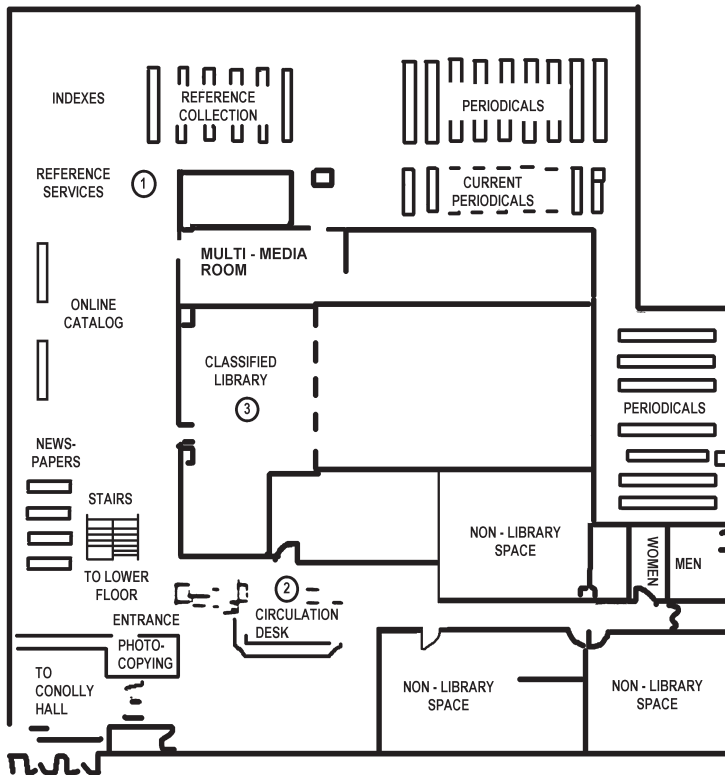 INDEXES
REFERENCE
COLLECTION
PERIODICALS
REFERENCE
SERVICES
1
CURRENT
PERIODICALS
MULTI - MEDIA
ROOM
ONLINE
CATALOG
CLASSIFIED
LIBRARY
3
PERIODICALS
NEWS-
PAPERS
STAIRS
TO LOWER
FLOOR
NON - LIBRARY
SPACE
WOMEN
MEN
2
CIRCULATION
DESK
ENTRANCE
PHOTO-
COPYING
TO
CONOLLY
HALL
NON - LIBRARY
SPACE
NON - LIBRARY
SPACE